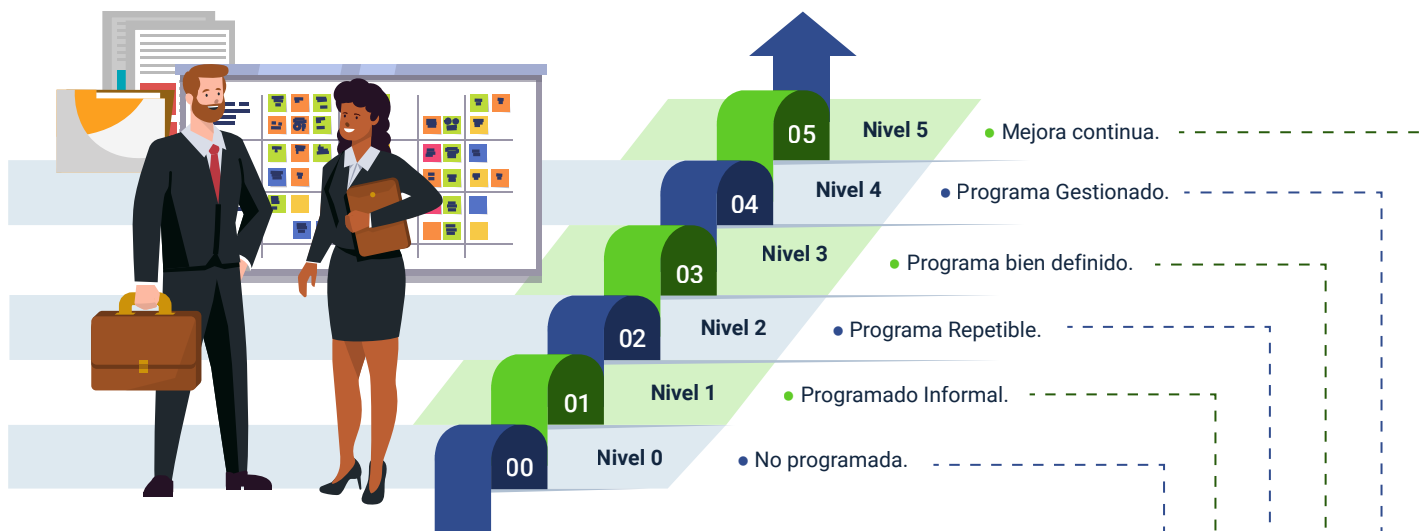 05 Nivel 5 • Mejora continua.
04 Nivel 4 • Programa Gestionado.
03 Nivel 3 • Programa bien definido.
02 Nivel 2 • Programa Repetible.
01 Nivel 1 • Programado Informal.
00 Nivel 0 • No programada.